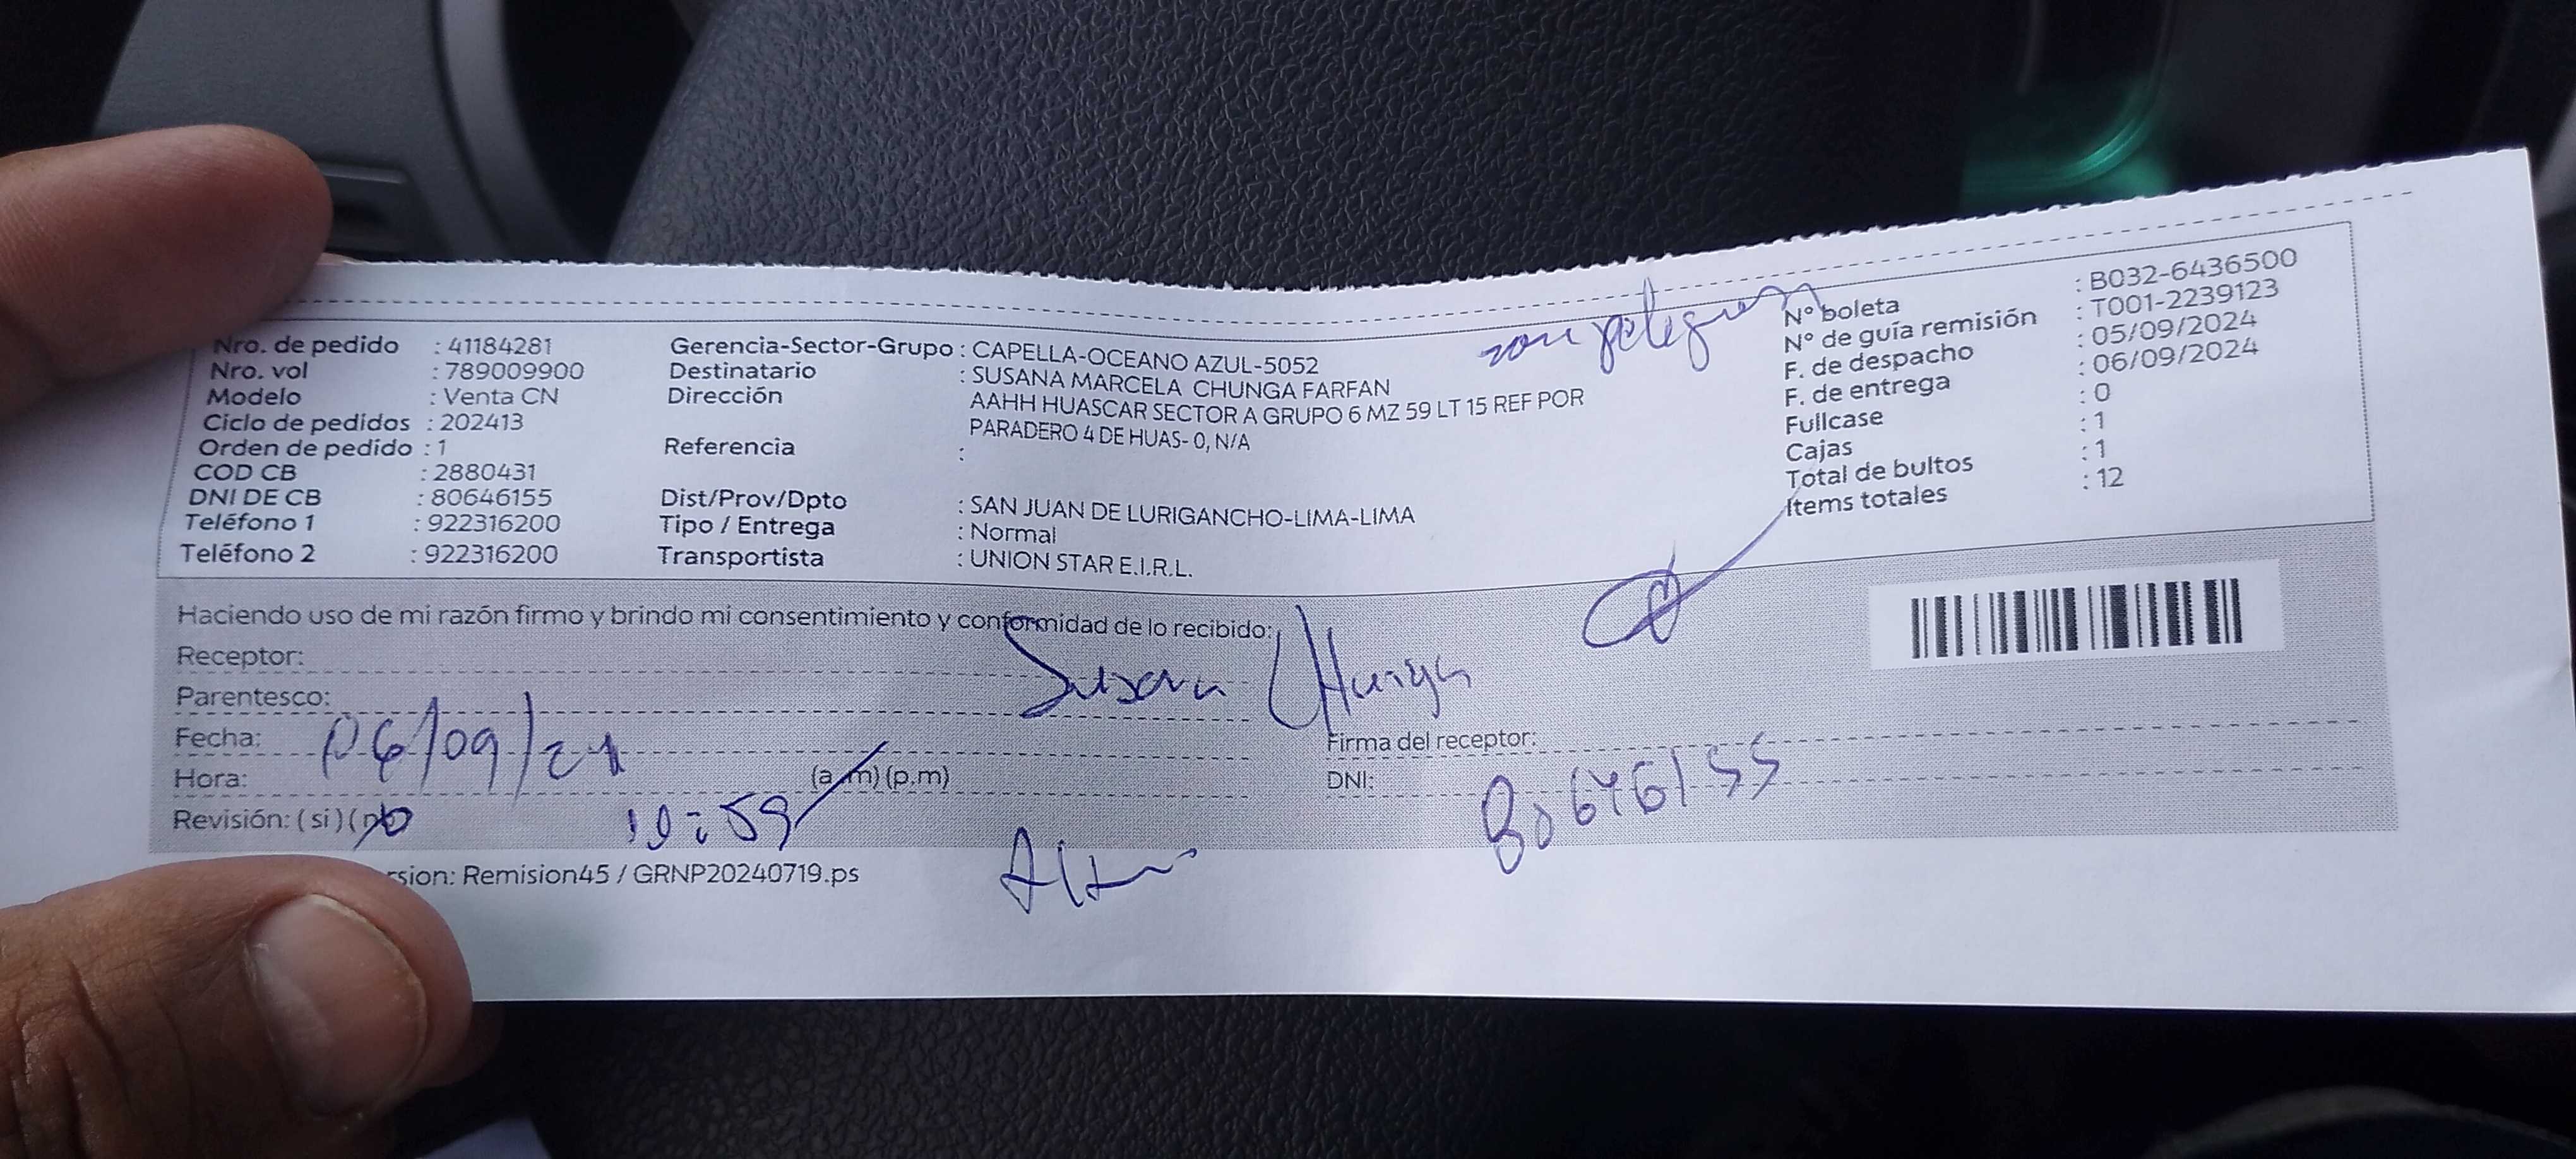 Nro. de pedido : 41184281
Nro. vol : 789009900
Modelo : Venta CN
Ciclo de pedidos : 202413
Orden de pedido : 1
COD CB : 2880431
DNI DE CB : 80646155
Teléfono 1 : 922316200
Teléfono 2 : 922316200
Gerencia-Sector-Grupo : CAPELLA-OCEANO AZUL-5052
Destinatario : SUSANA MARCELA CHUNGA FARFAN
Dirección AAHH HUASCAR SECTOR A GRUPO 6 MZ 59 LT 15 REF POR
PARADERO 4 DE HUAS- 0, N/A
Referencia :
Dist/Prov/Dpto : SAN JUAN DE LURIGANCHO-LIMA-LIMA
Tipo / Entrega : Normal
Transportista : UNION STAR E.I.R.L.
N° boleta : B032-6436500
N° de guía remisión : T001-2239123
F. de despacho : 05/09/2024
F. de entrega : 06/09/2024
Fullcase : 0
Cajas : 1
Total de bultos : 1
Items totales : 12
Haciendo uso de mi razón firmo y brindo mi consentimiento y conformidad de lo recibido:
Receptor: Susana Chunga
Parentesco:
Fecha: 06/09/24
Hora: 10:59 (a.m) (p.m)
Revisión: (si) (no)
Firma del receptor:
DNI: 80646155
rsion: Remision45 / GRNP20240719.ps